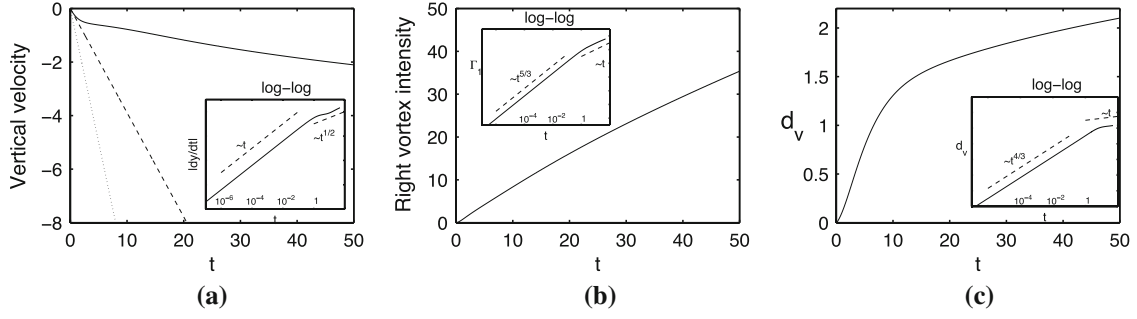 0
−2
−4
−6
−8
Vertical velocity
0 10 20 30 40 50
t
log−log
ldy/dtl
~t
~t^{1/2}
10^{−6} 10^{−4} 10^{−2} 1
t
(a)
50
40
30
20
10
0
Right vortex intensity
0 10 20 30 40 50
t
log−log
Γ_1
~t^{5/3}
~t
10^{−4} 10^{−2} 1
t
(b)
2
1.5
1
0.5
0
d_v
0 10 20 30 40 50
t
log−log
d_v
~t^{4/3}
~t
10^{−4} 10^{−2} 1
t
(c)